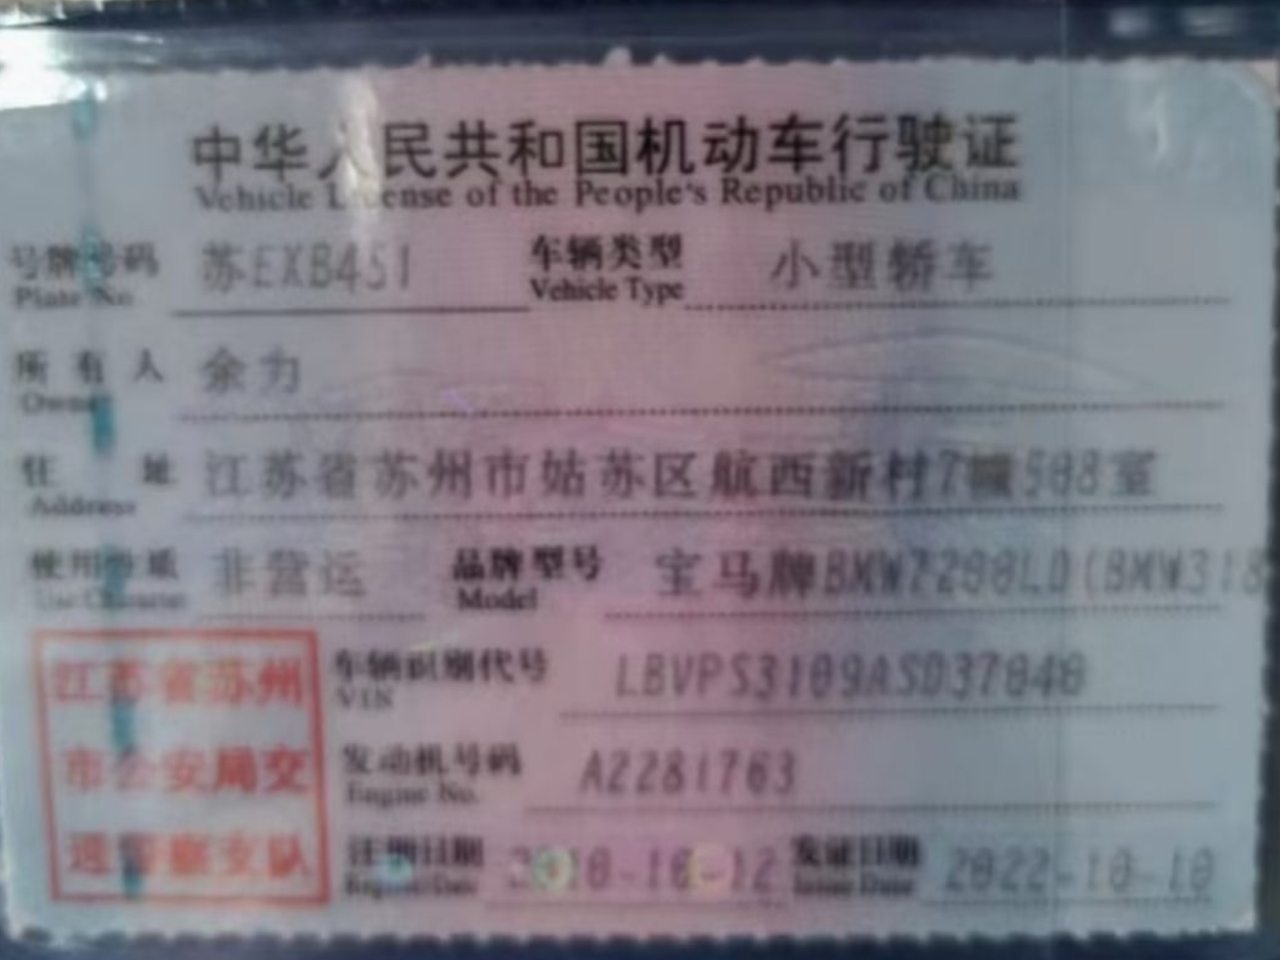 中华人民共和国机动车行驶证
Vehicle License of the People's Republic of China
号牌号码 苏EXB451 车辆类型 小型轿车
Plate No Vehicle Type
所有人 余力
Owner
住址 江苏省苏州市姑苏区航西新村7幢508室
Address
使用性质 非营运 品牌型号 宝马牌BMW7200LD(BMW318
Use Character Model
江苏省苏州 车辆识别代号 LBVPS3109ASD37040
VIN
市公安局交 发动机号码 A2281763
Engine No.
通警察支队 注册日期 2010-10-12 发证日期 2022-10-10
Register Date Issue Date